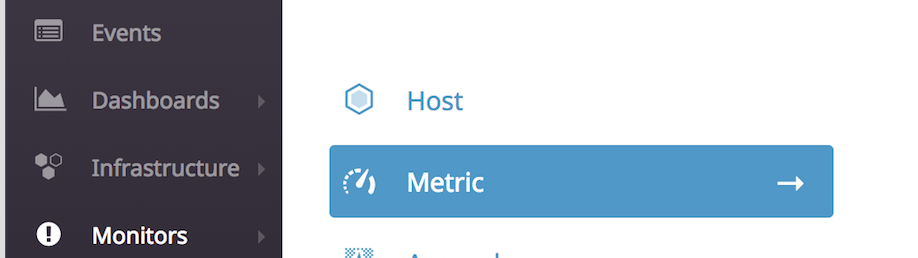 Events
Dashboards
Infrastructure
Monitors
Host
Metric